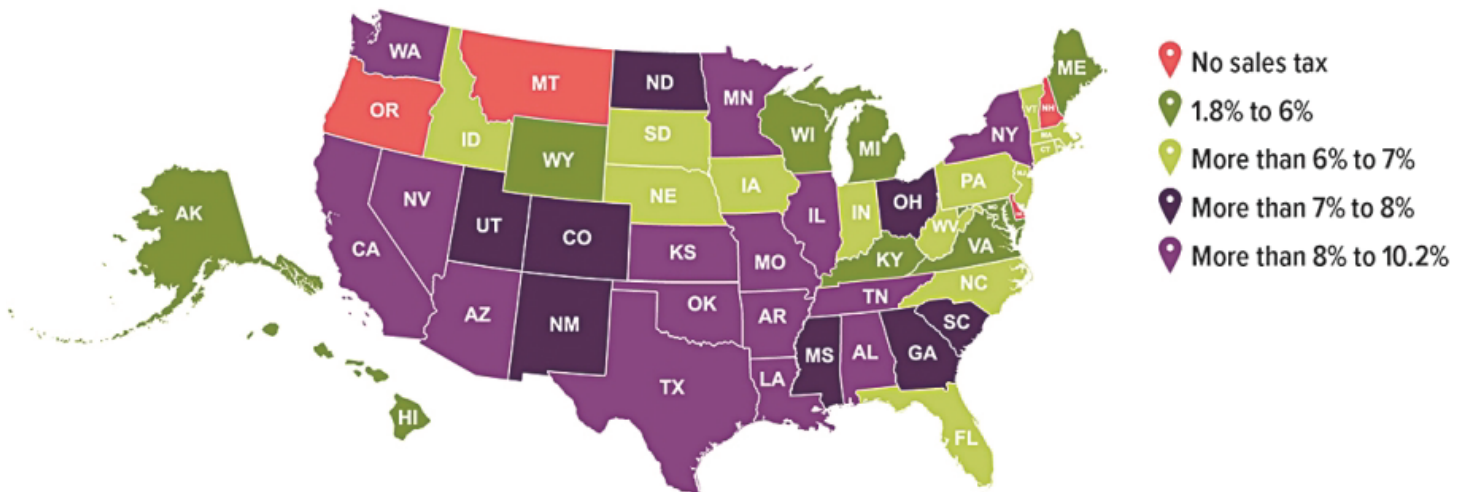 WA
MT
ND
MN
ME
OR
ID
SD
WI
MI
VT
NH
NY
MA
CT
WY
NE
IA
PA
NJ
NV
UT
CO
KS
IL
IN
OH
WV
VA
MO
KY
CA
AZ
NM
OK
AR
TN
NC
SC
TX
LA
MS
AL
GA
FL
AK
HI
No sales tax
1.8% to 6%
More than 6% to 7%
More than 7% to 8%
More than 8% to 10.2%